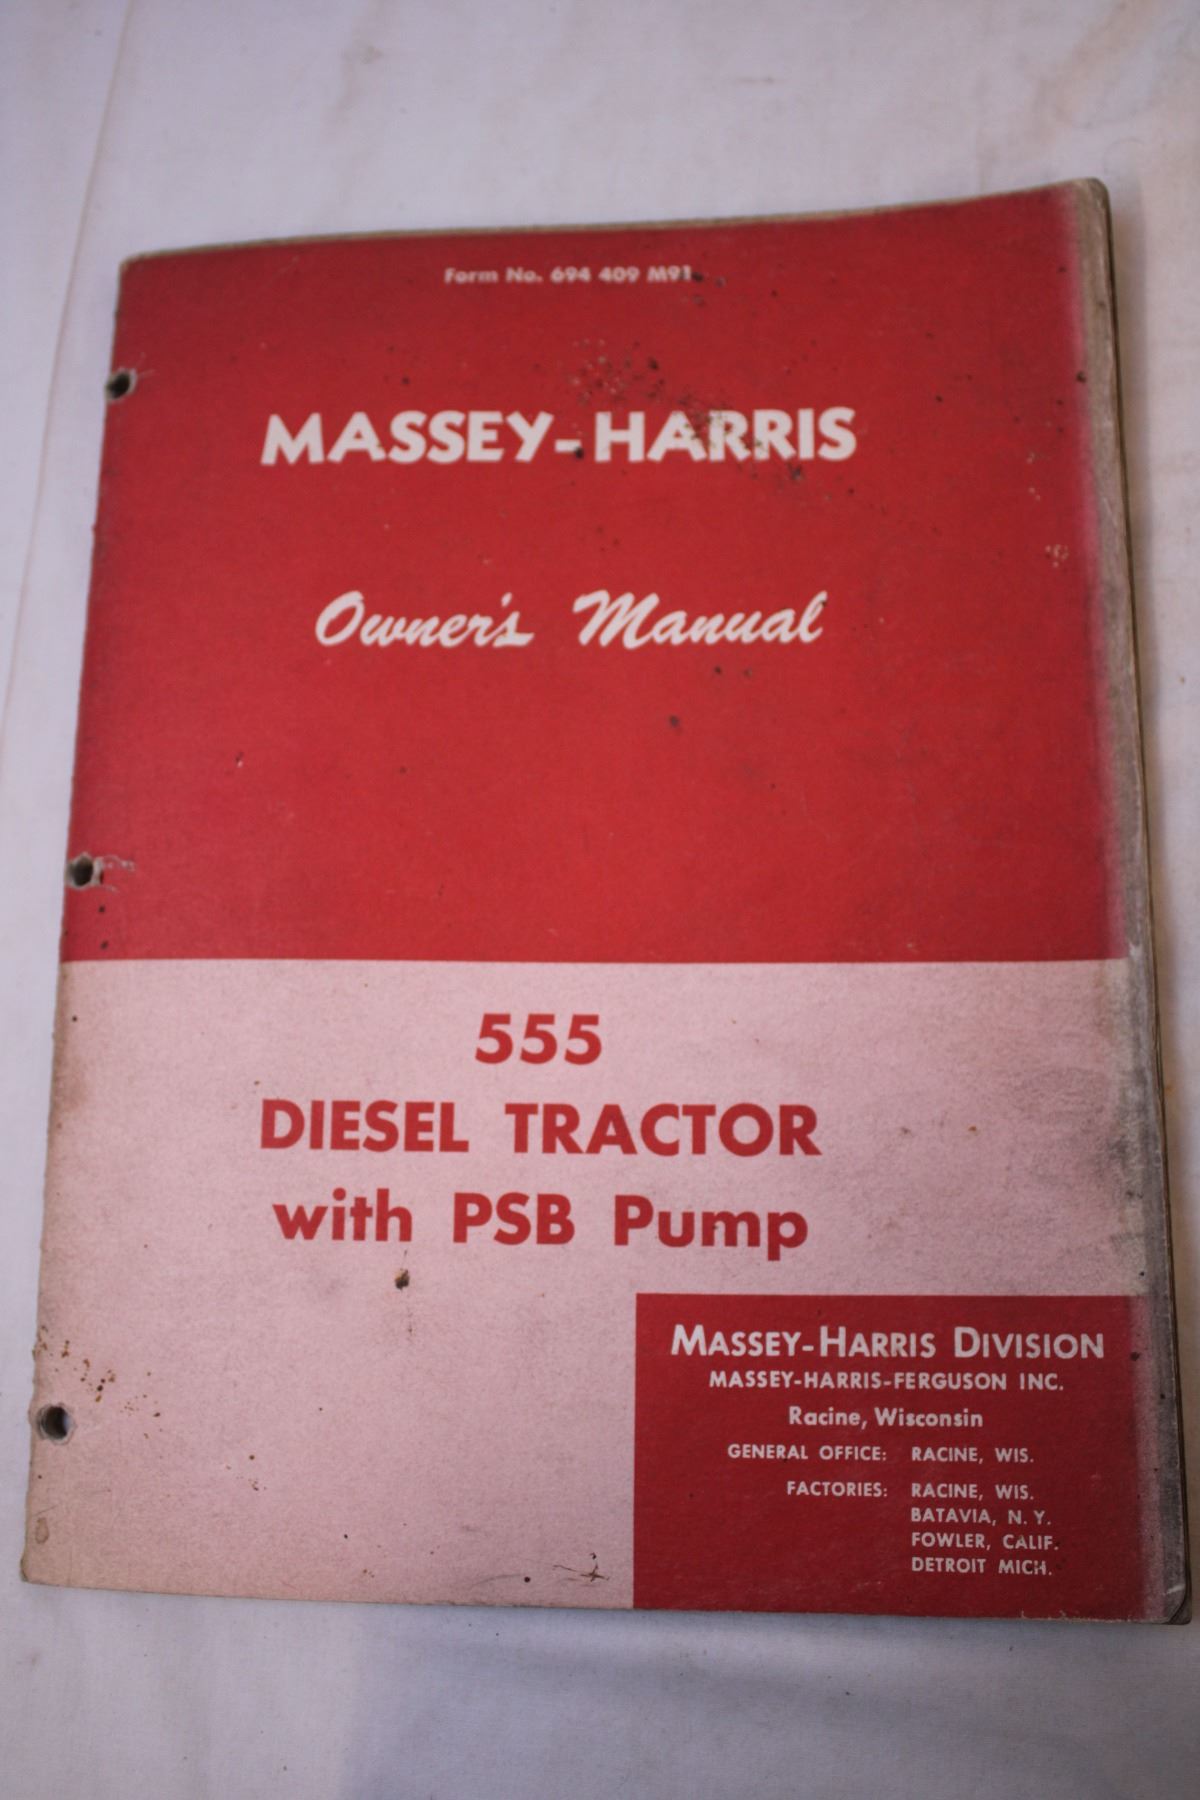 Form No. 694 409 M91
MASSEY-HARRIS
Owner's Manual
555
DIESEL TRACTOR
with PSB Pump
MASSEY-HARRIS DIVISION
MASSEY-HARRIS-FERGUSON INC.
Racine, Wisconsin
GENERAL OFFICE: RACINE, WIS.
FACTORIES: RACINE, WIS.
BATAVIA, N. Y.
FOWLER, CALIF.
DETROIT MICH.